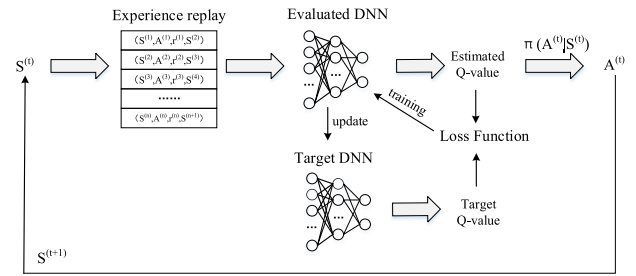 Experience replay
Evaluated DNN
(S⁽¹⁾,A⁽¹⁾,r⁽¹⁾,S⁽²⁾)
(S⁽²⁾,A⁽²⁾,r⁽²⁾,S⁽³⁾)
(S⁽³⁾,A⁽³⁾,r⁽³⁾,S⁽⁴⁾)
……
(S⁽ⁿ⁾,A⁽ⁿ⁾,r⁽ⁿ⁾,S⁽ⁿ⁺¹⁾)
S⁽ᵗ⁾
...
...
Estimated
Q-value
π(A⁽ᵗ⁾|S⁽ᵗ⁾)
A⁽ᵗ⁾
training
update
Loss Function
Target DNN
...
...
Target
Q-value
S⁽ᵗ⁺¹⁾